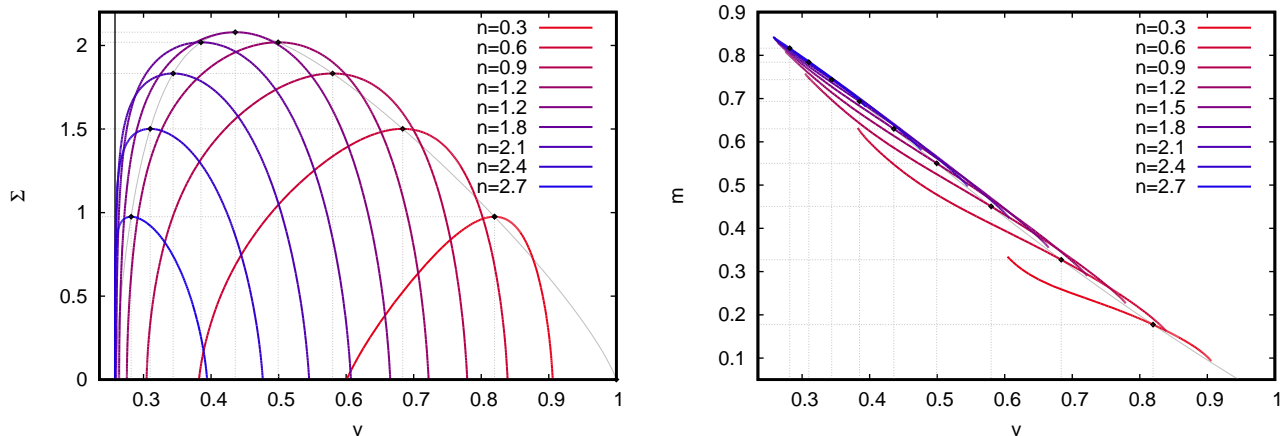 Σ
2
1.5
1
0.5
0
0.3 0.4 0.5 0.6 0.7 0.8 0.9 1
v
n=0.3
n=0.6
n=0.9
n=1.2
n=1.2
n=1.8
n=2.1
n=2.4
n=2.7
m
0.9
0.8
0.7
0.6
0.5
0.4
0.3
0.2
0.1
0.3 0.4 0.5 0.6 0.7 0.8 0.9 1
v
n=0.3
n=0.6
n=0.9
n=1.2
n=1.5
n=1.8
n=2.1
n=2.4
n=2.7